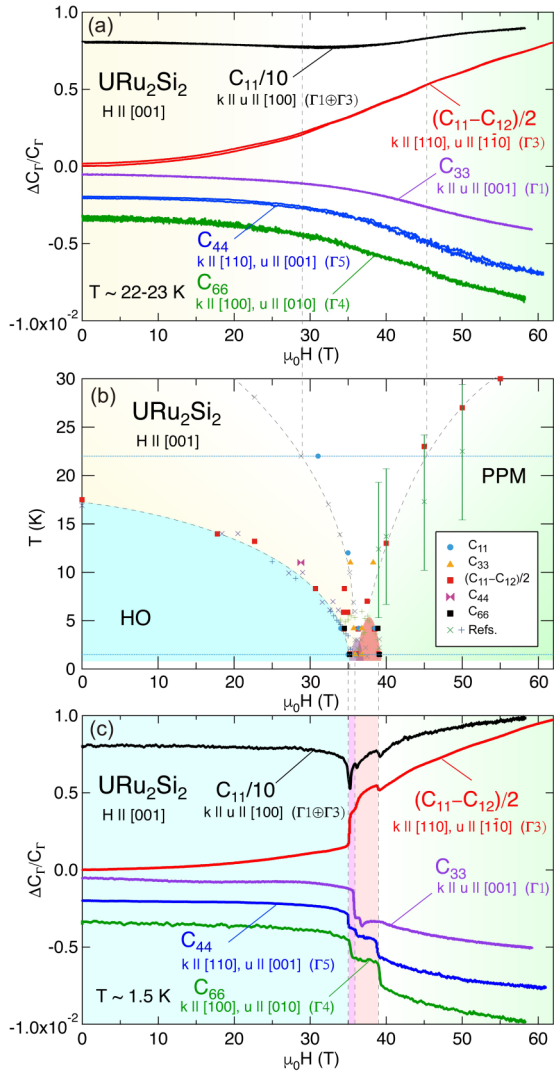 (a)
1.0
0.5
0.0
-0.5
-1.0x10⁻²
ΔC_Γ/C_Γ
URu₂Si₂
H || [001]
C₁₁/10
k || u || [100] (Γ1⊕Γ3)
(C₁₁−C₁₂)/2
k || [110], u || [11̄0] (Γ3)
C₃₃
k || u || [001] (Γ1)
C₄₄
k || [110], u || [001] (Γ5)
C₆₆
k || [100], u || [010] (Γ4)
T ~ 22-23 K
0 10 20 30 40 50 60
μ₀H (T)
(b)
30
25
20
15
10
5
0
T (K)
URu₂Si₂
H || [001]
PPM
HO
C₁₁
C₃₃
(C₁₁−C₁₂)/2
C₄₄
C₆₆
Refs.
0 10 20 30 40 50 60
μ₀H (T)
(c)
1.0
0.5
0.0
-0.5
-1.0x10⁻²
ΔC_Γ/C_Γ
URu₂Si₂
H || [001]
C₁₁/10
k || u || [100] (Γ1⊕Γ3)
(C₁₁−C₁₂)/2
k || [110], u || [11̄0] (Γ3)
C₃₃
k || u || [001] (Γ1)
C₄₄
k || [110], u || [001] (Γ5)
C₆₆
k || [100], u || [010] (Γ4)
T ~ 1.5 K
0 10 20 30 40 50 60
μ₀H (T)